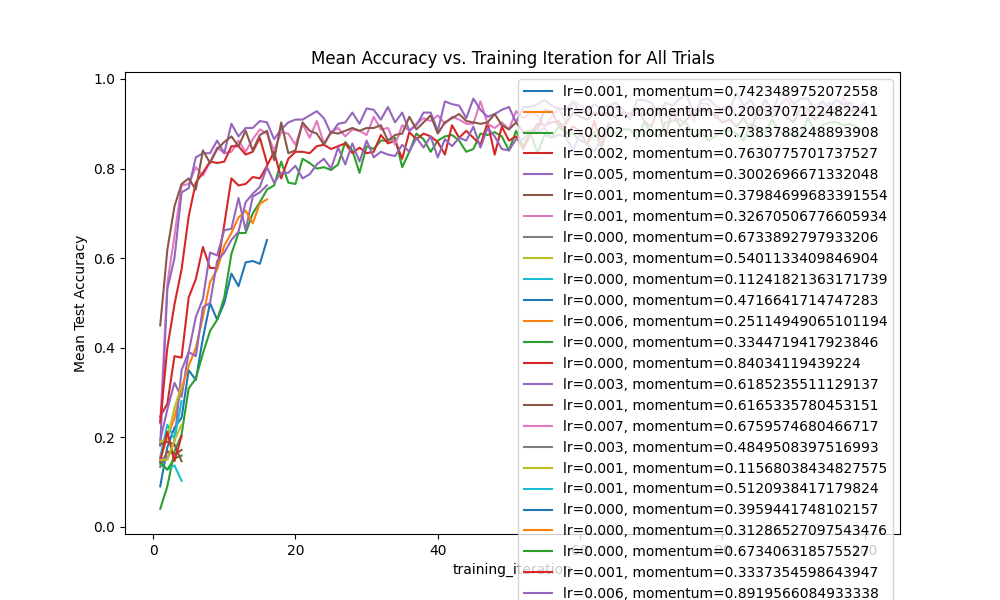 Mean Accuracy vs. Training Iteration for All Trials
1.0
0.8
0.6
0.4
0.2
0.0
Mean Test Accuracy
0
20
40
60
80
100
training_iteration
lr=0.001, momentum=0.7423489752072558
lr=0.001, momentum=0.2003707122482241
lr=0.002, momentum=0.7383788248893908
lr=0.002, momentum=0.7630777701737527
lr=0.005, momentum=0.3002696671332048
lr=0.001, momentum=0.37984699683391554
lr=0.001, momentum=0.32670506776605934
lr=0.000, momentum=0.6733892797933206
lr=0.003, momentum=0.5401133409846904
lr=0.000, momentum=0.11241821363171739
lr=0.000, momentum=0.4716641714747283
lr=0.006, momentum=0.25114949065101194
lr=0.000, momentum=0.3344719417923846
lr=0.000, momentum=0.84034119439224
lr=0.003, momentum=0.6185235511129137
lr=0.001, momentum=0.6165335780453151
lr=0.007, momentum=0.6759574680466717
lr=0.003, momentum=0.4849508397516993
lr=0.001, momentum=0.11568038434827575
lr=0.001, momentum=0.5120938417179824
lr=0.000, momentum=0.3959441748102157
lr=0.000, momentum=0.31286527097543476
lr=0.000, momentum=0.673406318575527
lr=0.001, momentum=0.3337354598643947
lr=0.006, momentum=0.8919566084933338